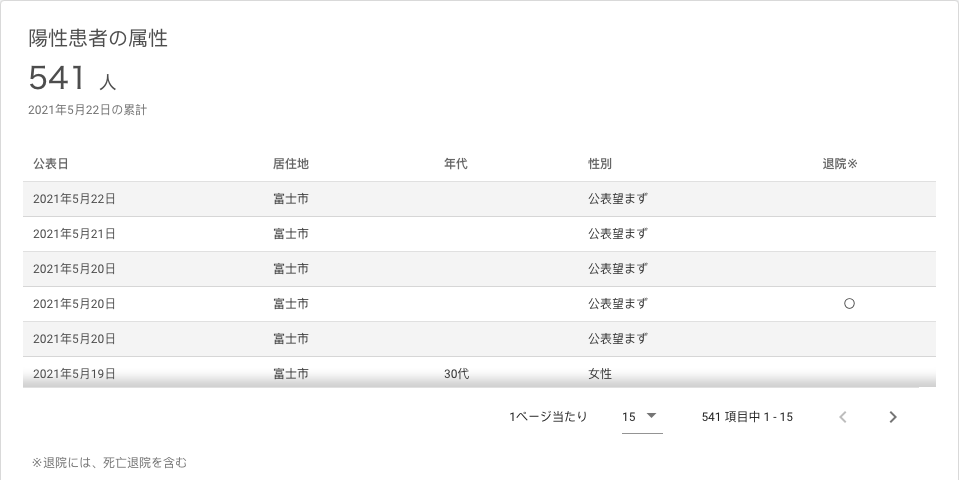 陽性患者の属性
541 人
2021年5月22日の累計
公表日 居住地 年代 性別 退院※
2021年5月22日 富士市 公表望まず
2021年5月21日 富士市 公表望まず
2021年5月20日 富士市 公表望まず
2021年5月20日 富士市 公表望まず 〇
2021年5月20日 富士市 公表望まず
2021年5月19日 富士市 30代 女性
1ページ当たり 15 541 項目中 1 - 15
※退院には、死亡退院を含む